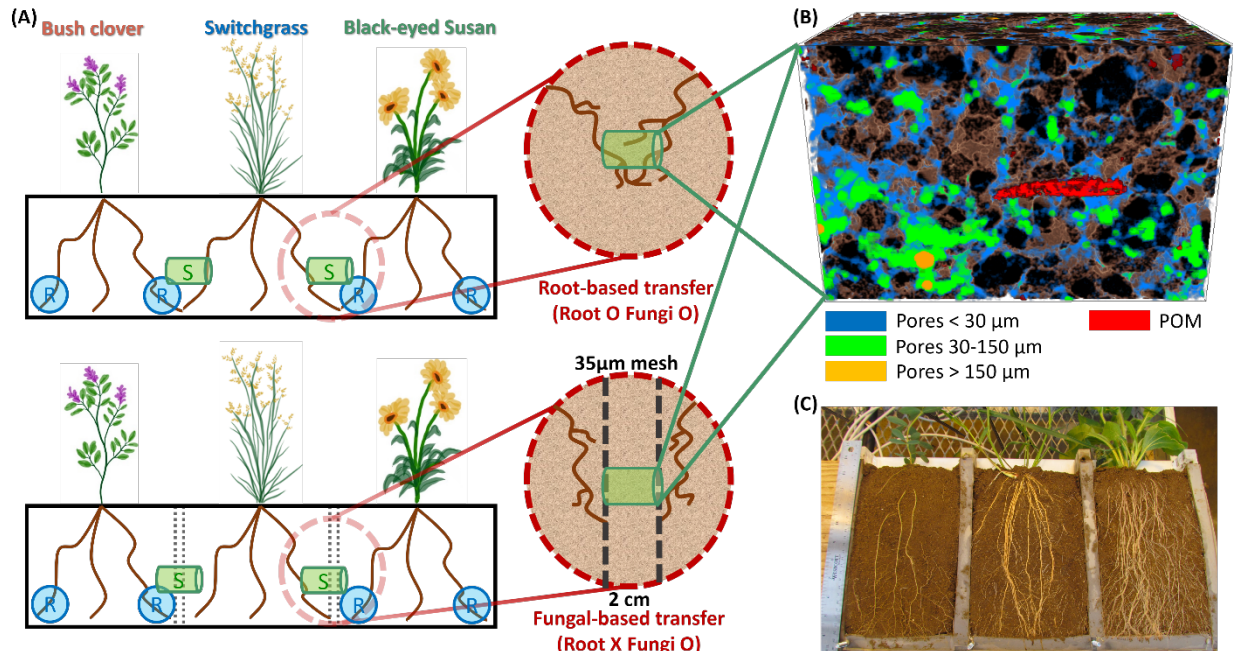 (A)
Bush clover
Switchgrass
Black-eyed Susan
R
S
R
S
R
R
Root-based transfer
(Root O Fungi O)
35µm mesh
R
S
R
S
R
R
2 cm
Fungal-based transfer
(Root X Fungi O)
(B)
Pores < 30 µm
POM
Pores 30-150 µm
Pores > 150 µm
(C)